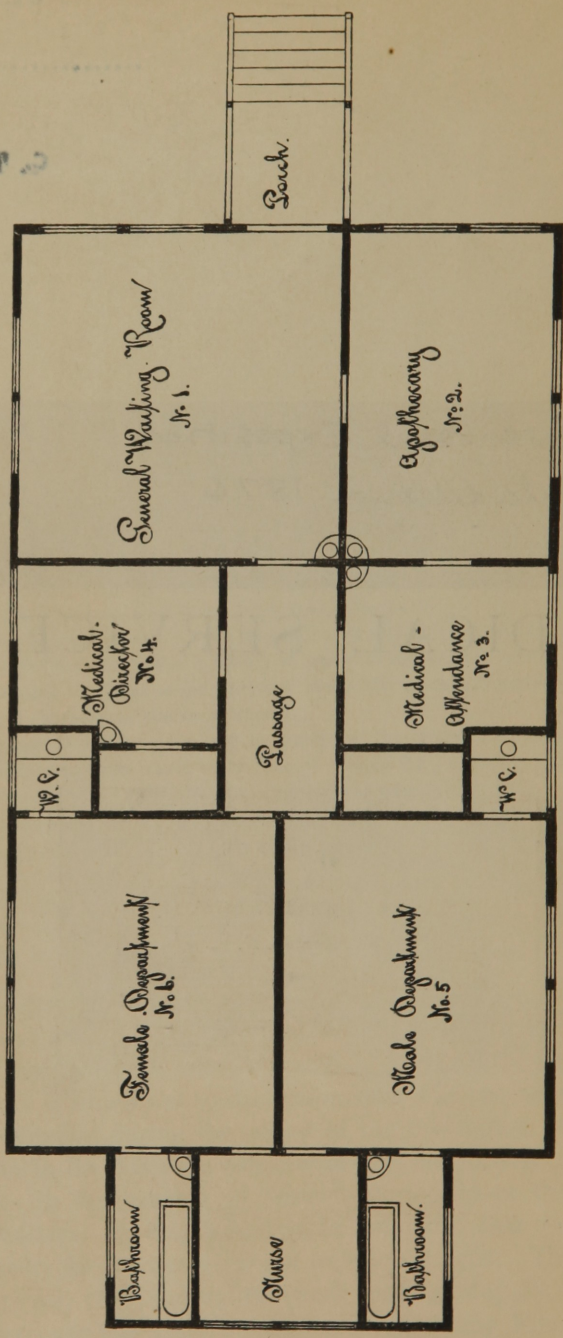 Porch.
General Waiting Room
No. 1.
Apothecary
No. 2.
Medical-
Director
No. 4.
Passage
Medical-
Attendance
No. 3.
W.C.
W.C.
Female Department
No. 6.
Male Department
No. 5
Bathroom
Nurse
Bathroom.